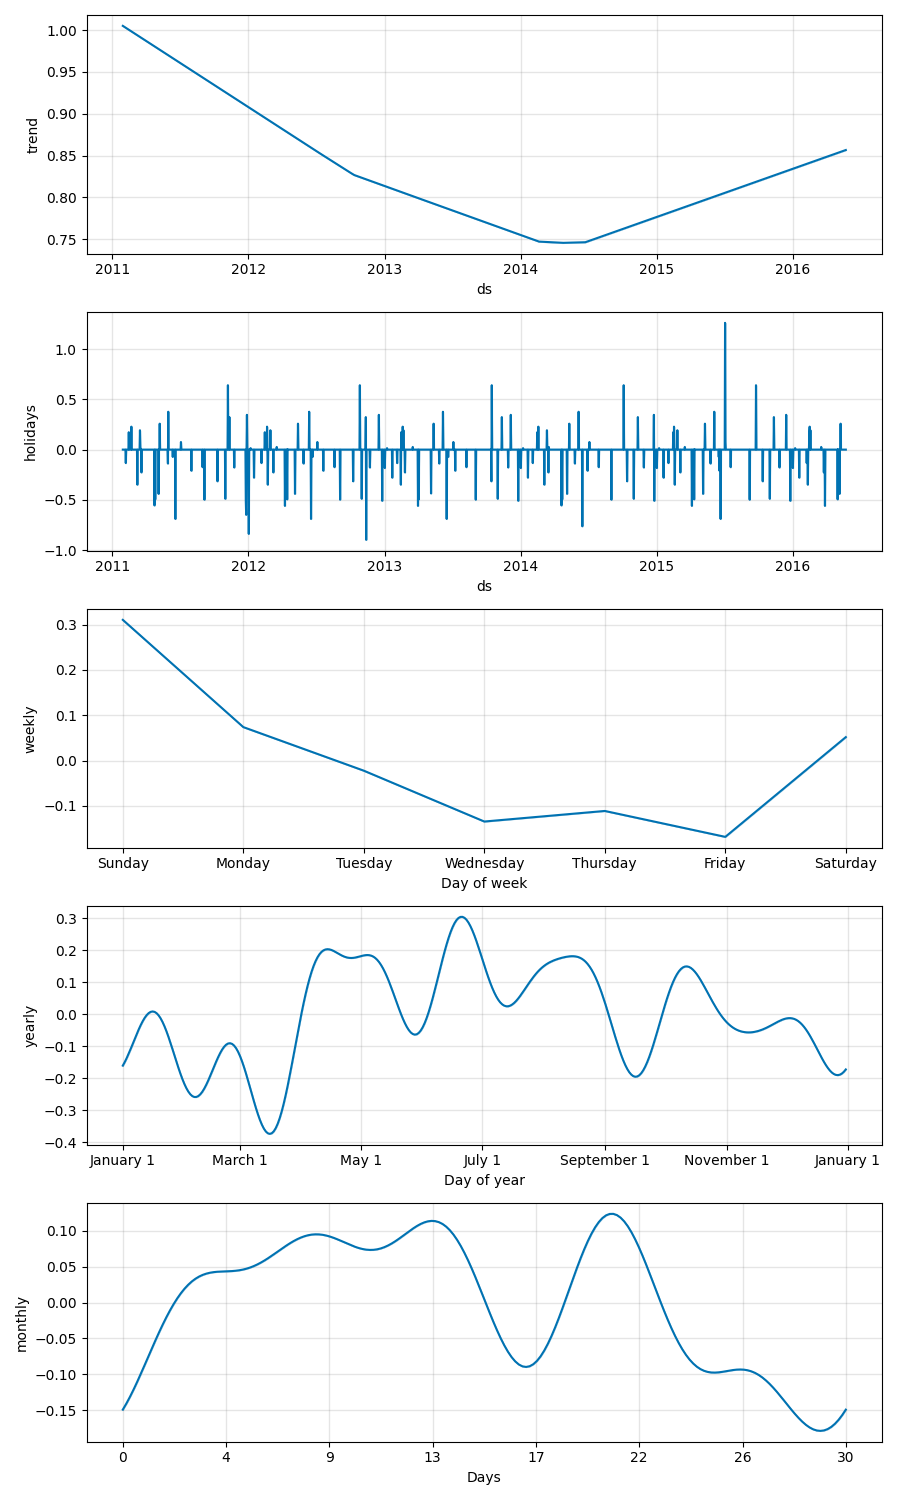 1.00
0.95
0.90
0.85
0.80
0.75
trend
2011 2012 2013 2014 2015 2016
ds
1.0
0.5
0.0
−0.5
−1.0
holidays
2011 2012 2013 2014 2015 2016
ds
0.3
0.2
0.1
0.0
−0.1
weekly
Sunday Monday Tuesday Wednesday Thursday Friday Saturday
Day of week
0.3
0.2
0.1
0.0
−0.1
−0.2
−0.3
−0.4
yearly
January 1 March 1 May 1 July 1 September 1 November 1 January 1
Day of year
0.10
0.05
0.00
−0.05
−0.10
−0.15
monthly
0 4 9 13 17 22 26 30
Days